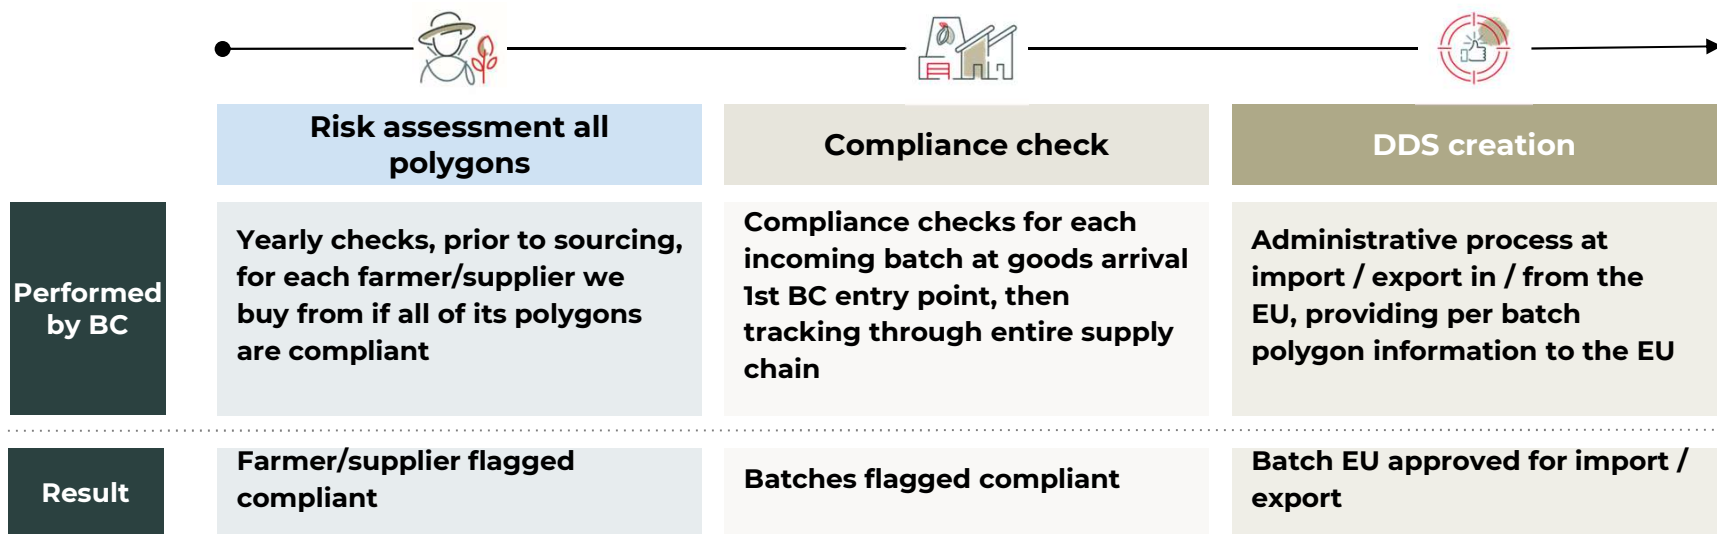 Risk assessment all
polygons
Compliance check
DDS creation
Performed
by BC
Yearly checks, prior to sourcing,
for each farmer/supplier we
buy from if all of its polygons
are compliant
Compliance checks for each
incoming batch at goods arrival
1st BC entry point, then
tracking through entire supply
chain
Administrative process at
import / export in / from the
EU, providing per batch
polygon information to the EU
Result
Farmer/supplier flagged
compliant
Batches flagged compliant
Batch EU approved for import /
export